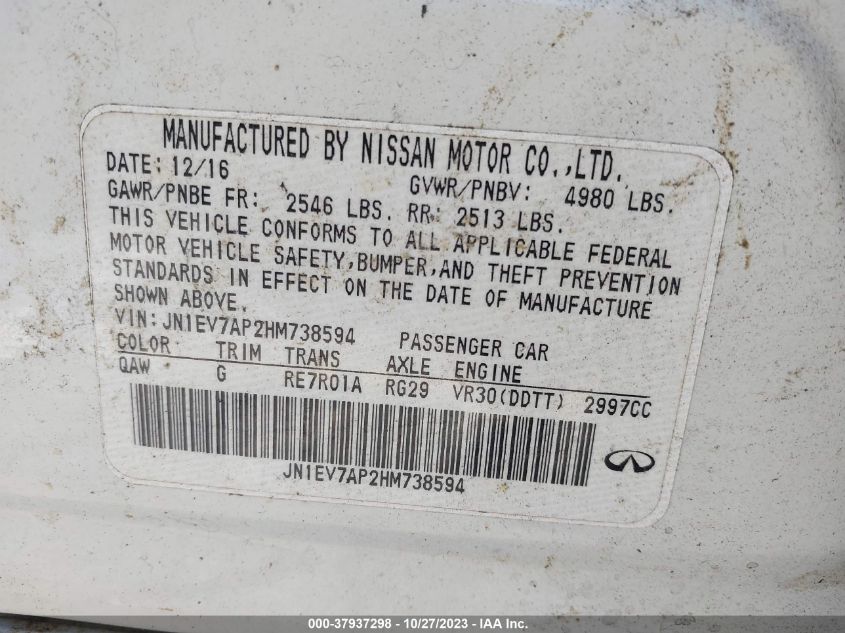 MANUFACTURED BY NISSAN MOTOR CO.,LTD.
DATE: 12/16 GVWR/PNBV: 4980 LBS.
GAWR/PNBE FR: 2546 LBS. RR: 2513 LBS.
THIS VEHICLE CONFORMS TO ALL APPLICABLE FEDERAL
MOTOR VEHICLE SAFETY,BUMPER,AND THEFT PREVENTION
STANDARDS IN EFFECT ON THE DATE OF MANUFACTURE
SHOWN ABOVE.
VIN: JN1EV7AP2HM738594 PASSENGER CAR
COLOR TRIM TRANS AXLE ENGINE
QAW G RE7R01A RG29 VR30(DDTT) 2997CC
JN1EV7AP2HM738594
000-37937298 - 10/27/2023 - IAA Inc.